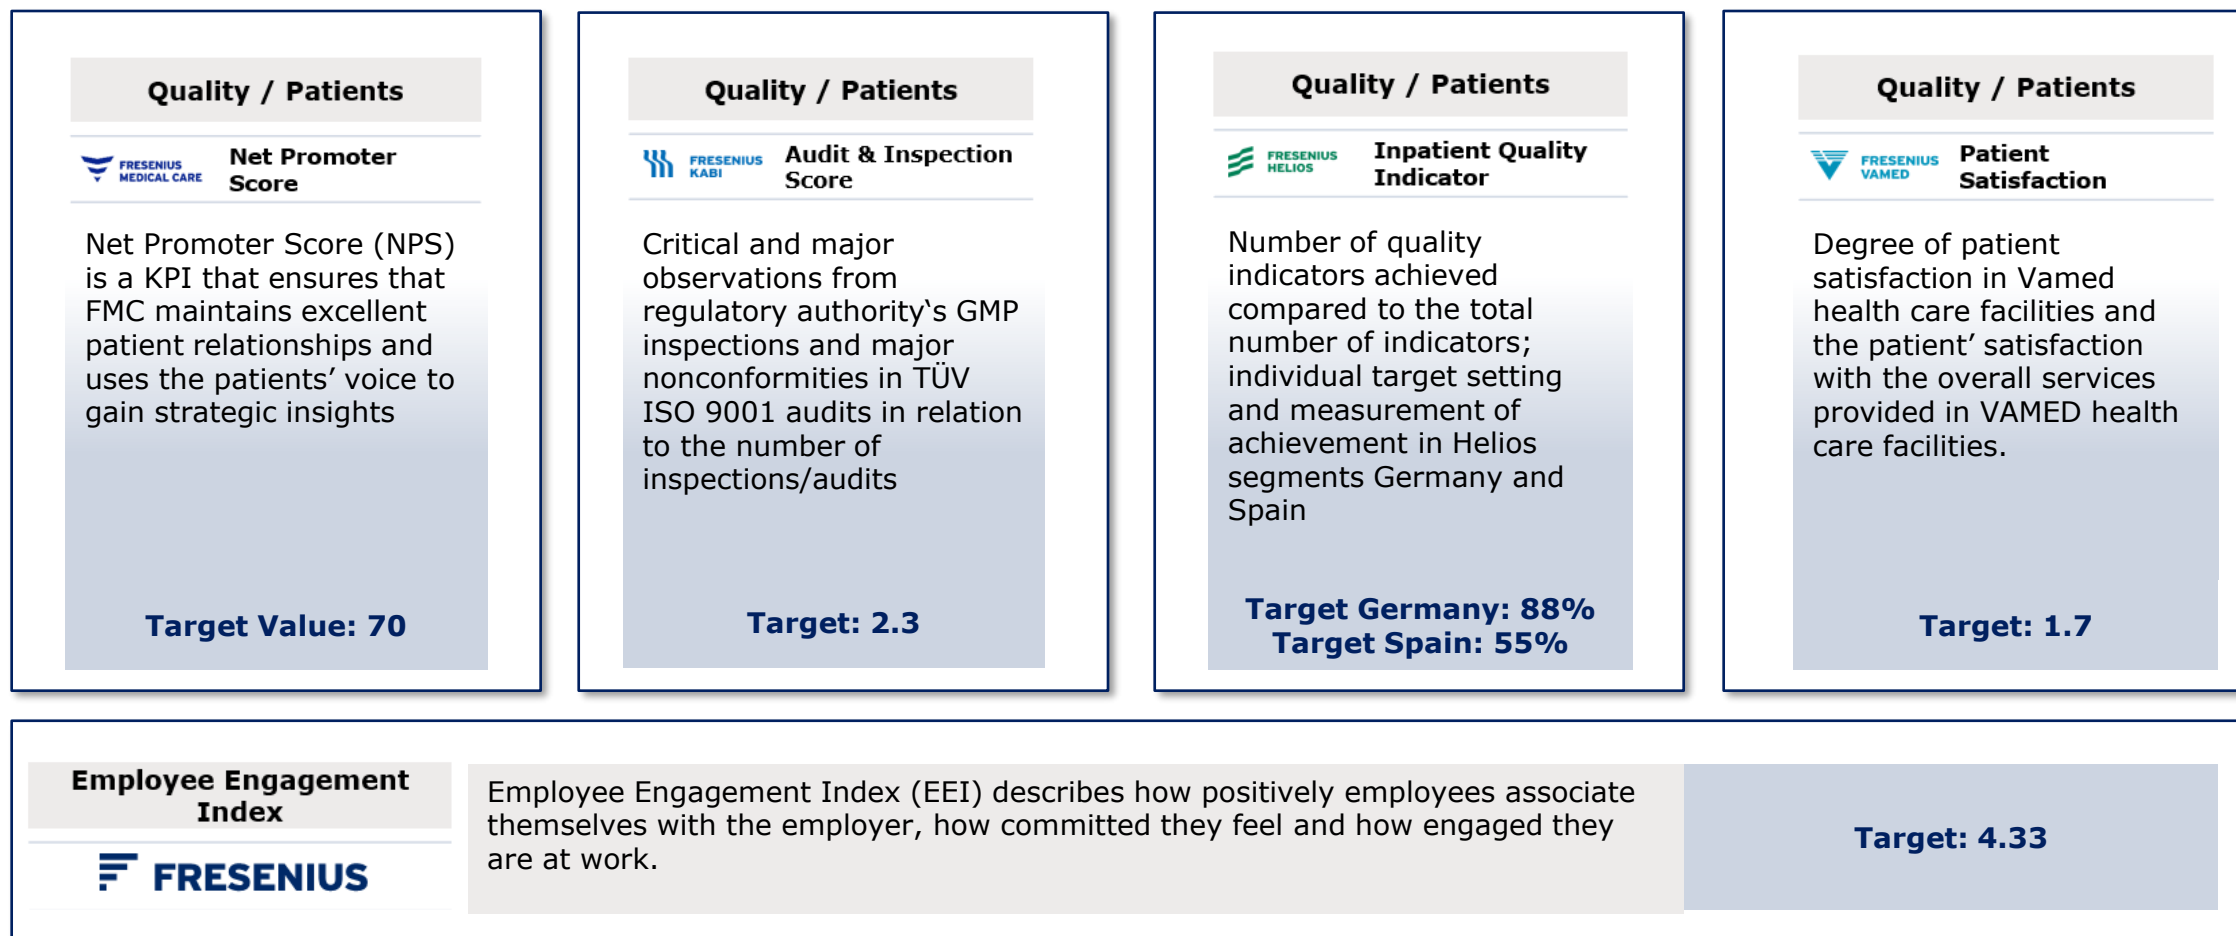 Quality / Patients
FRESENIUS
MEDICAL CARE
Net Promoter
Score
Net Promoter Score (NPS)
is a KPI that ensures that
FMC maintains excellent
patient relationships and
uses the patients’ voice to
gain strategic insights
Target Value: 70
Quality / Patients
FRESENIUS
KABI
Audit & Inspection
Score
Critical and major
observations from
regulatory authority‘s GMP
inspections and major
nonconformities in TÜV
ISO 9001 audits in relation
to the number of
inspections/audits
Target: 2.3
Quality / Patients
FRESENIUS
HELIOS
Inpatient Quality
Indicator
Number of quality
indicators achieved
compared to the total
number of indicators;
individual target setting
and measurement of
achievement in Helios
segments Germany and
Spain
Target Germany: 88%
Target Spain: 55%
Quality / Patients
FRESENIUS
VAMED
Patient
Satisfaction
Degree of patient
satisfaction in Vamed
health care facilities and
the patient’ satisfaction
with the overall services
provided in VAMED health
care facilities.
Target: 1.7
Employee Engagement
Index
FRESENIUS
Employee Engagement Index (EEI) describes how positively employees associate
themselves with the employer, how committed they feel and how engaged they
are at work.
Target: 4.33